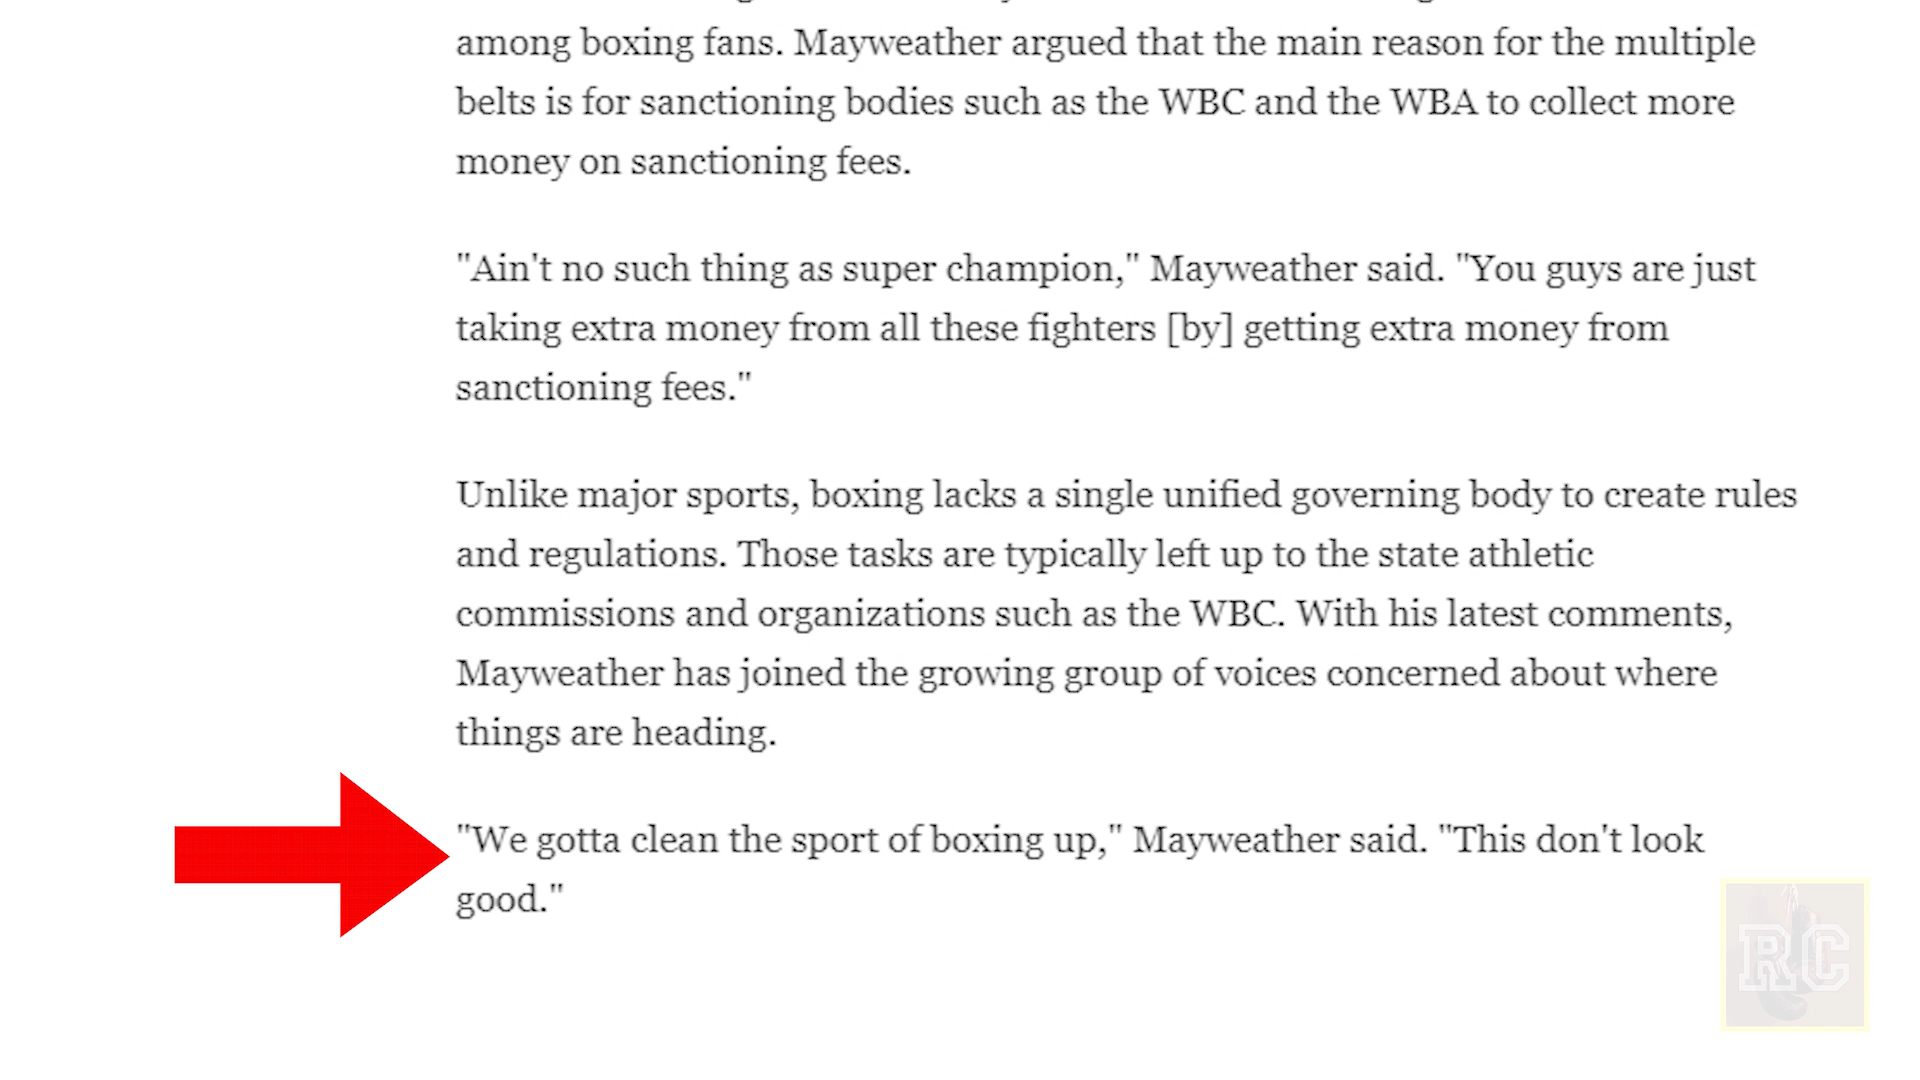 among boxing fans. Mayweather argued that the main reason for the multiple
belts is for sanctioning bodies such as the WBC and the WBA to collect more
money on sanctioning fees.
"Ain't no such thing as super champion," Mayweather said. "You guys are just
taking extra money from all these fighters [by] getting extra money from
sanctioning fees."
Unlike major sports, boxing lacks a single unified governing body to create rules
and regulations. Those tasks are typically left up to the state athletic
commissions and organizations such as the WBC. With his latest comments,
Mayweather has joined the growing group of voices concerned about where
things are heading.
"We gotta clean the sport of boxing up," Mayweather said. "This don't look
good."
RC